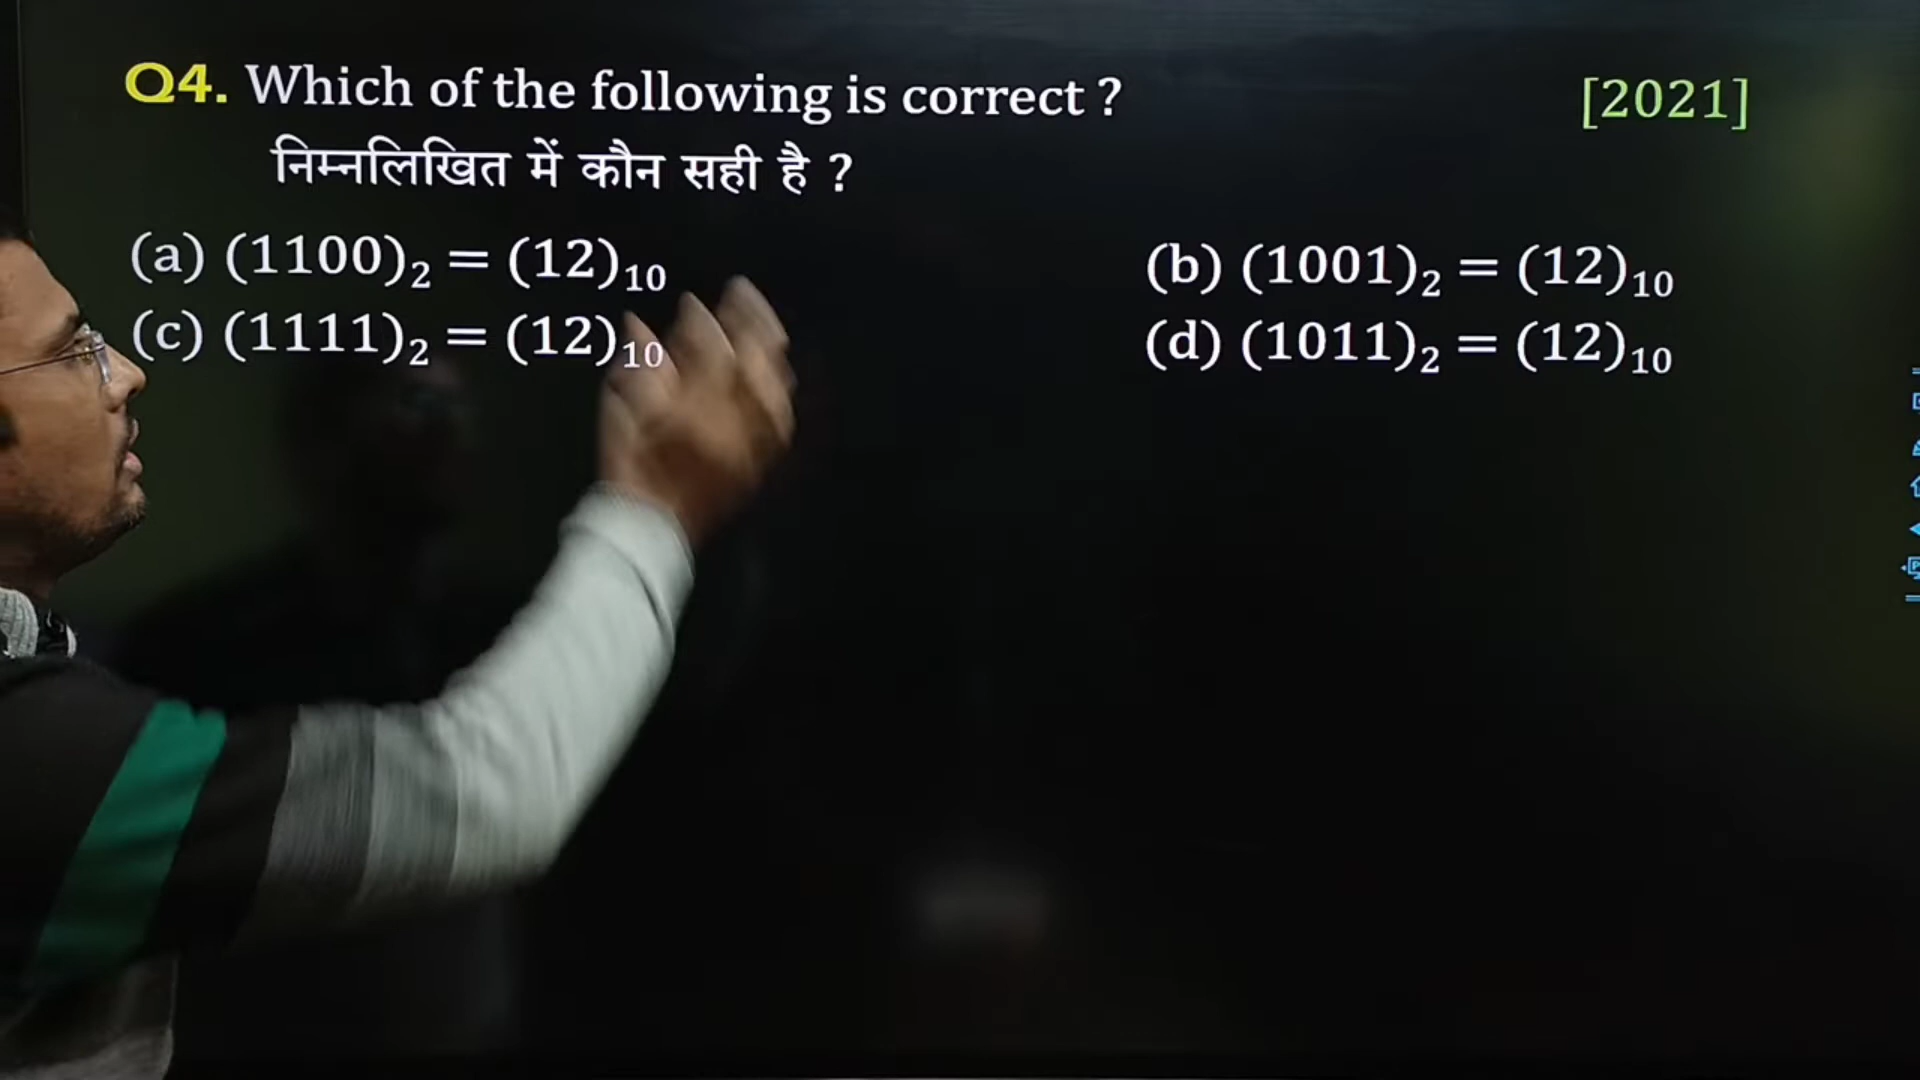 Q4. Which of the following is correct ? [2021]
निम्नलिखित में कौन सही है ?
(a) (1100)₂ = (12)₁₀ (b) (1001)₂ = (12)₁₀
(c) (1111)₂ = (12)₁₀ (d) (1011)₂ = (12)₁₀